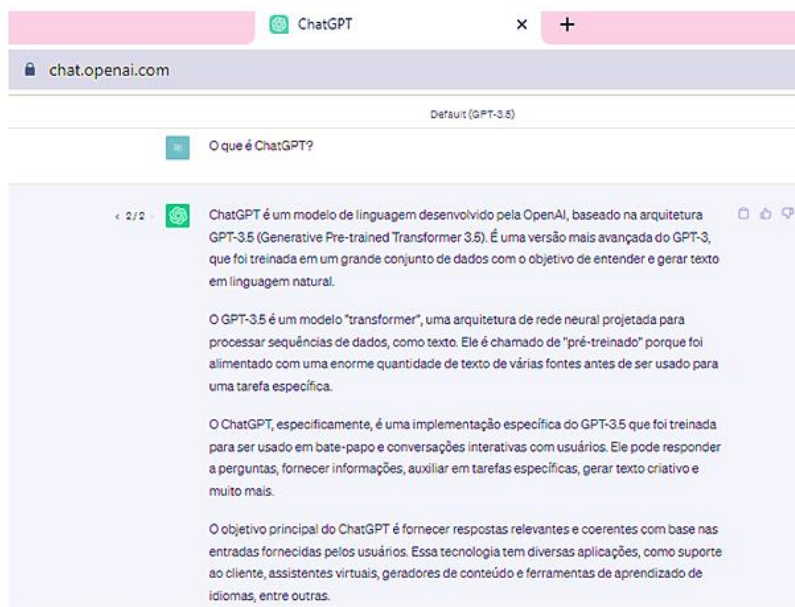 ChatGPT
chat.openai.com
Default (GPT-3.5)
O que é ChatGPT?
< 2/2 >
ChatGPT é um modelo de linguagem desenvolvido pela OpenAI, baseado na arquitetura
GPT-3.5 (Generative Pre-trained Transformer 3.5). É uma versão mais avançada do GPT-3,
que foi treinada em um grande conjunto de dados com o objetivo de entender e gerar texto
em linguagem natural.
O GPT-3.5 é um modelo "transformer", uma arquitetura de rede neural projetada para
processar sequências de dados, como texto. Ele é chamado de "pré-treinado" porque foi
alimentado com uma enorme quantidade de texto de várias fontes antes de ser usado para
uma tarefa específica.
O ChatGPT, especificamente, é uma implementação específica do GPT-3.5 que foi treinada
para ser usado em bate-papo e conversações interativas com usuários. Ele pode responder
a perguntas, fornecer informações, auxiliar em tarefas específicas, gerar texto criativo e
muito mais.
O objetivo principal do ChatGPT é fornecer respostas relevantes e coerentes com base nas
entradas fornecidas pelos usuários. Essa tecnologia tem diversas aplicações, como suporte
ao cliente, assistentes virtuais, geradores de conteúdo e ferramentas de aprendizado de
idiomas, entre outras.